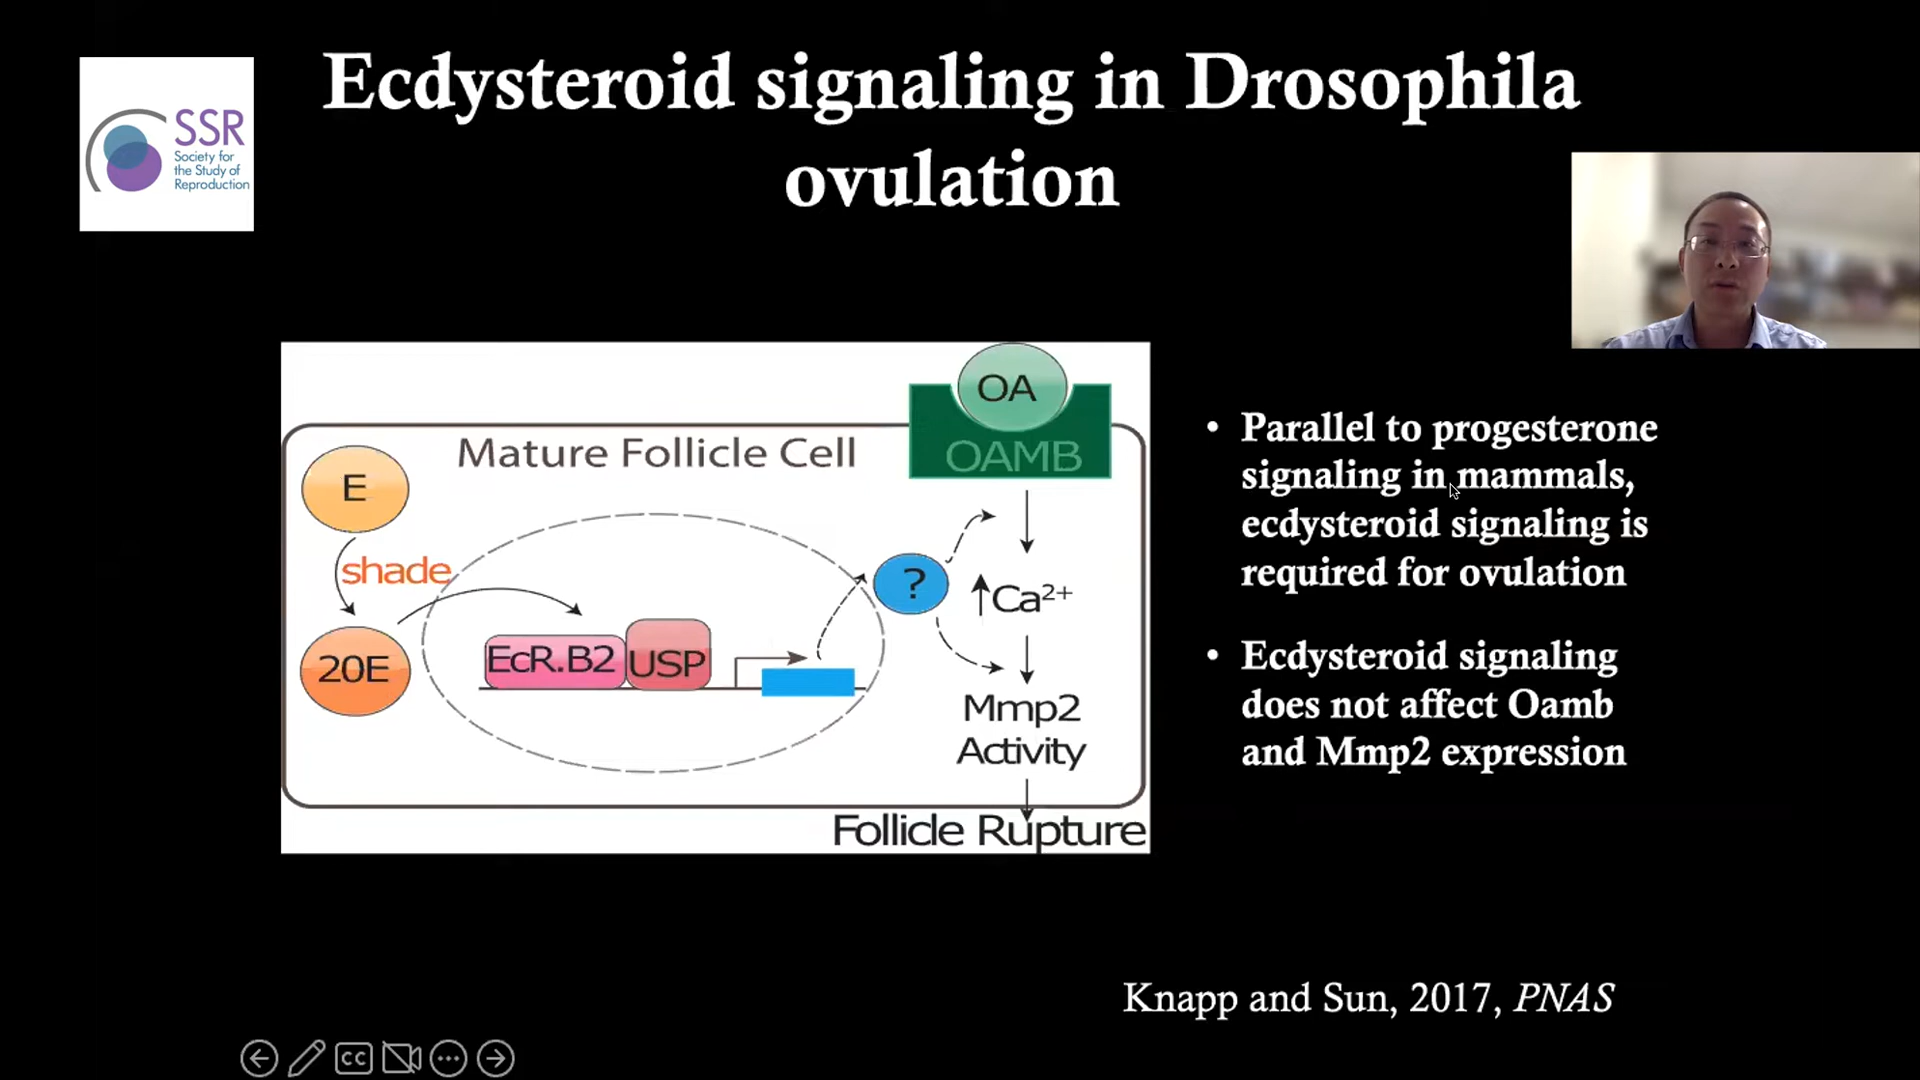 Ecdysteroid signaling in Drosophila
ovulation
SSR
Society for
the Study of
Reproduction
OA
OAMB
Mature Follicle Cell
E
shade
20E
EcR.B2
USP
?
Ca²⁺
Mmp2
Activity
Follicle Rupture
• Parallel to progesterone
signaling in mammals,
ecdysteroid signaling is
required for ovulation
• Ecdysteroid signaling
does not affect Oamb
and Mmp2 expression
Knapp and Sun, 2017, PNAS
CC